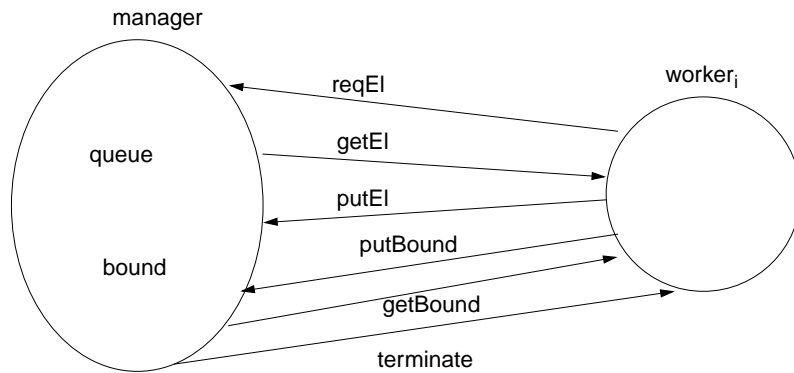 manager
worker_i
reqEl
queue
getEl
putEl
putBound
bound
getBound
terminate